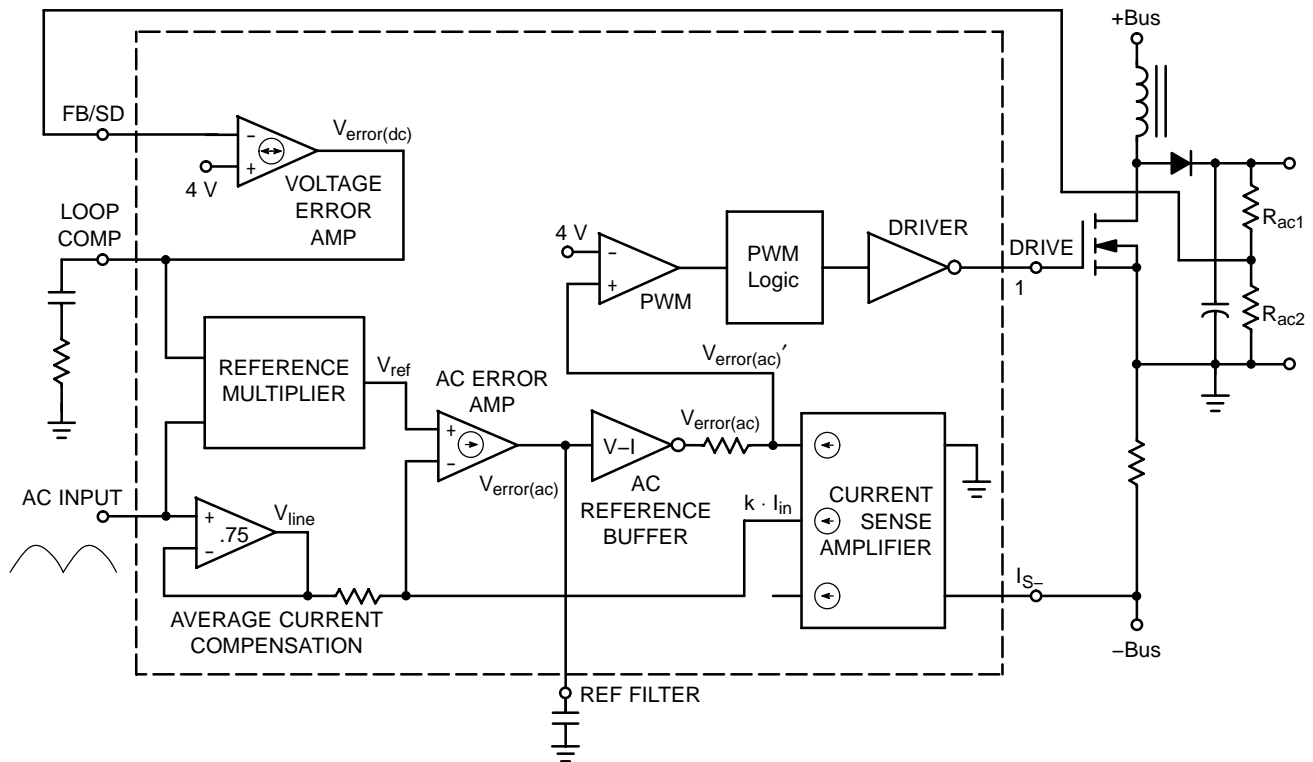 +Bus
FB/SD
V_error(dc)
-
+
4 V
VOLTAGE
ERROR
AMP
LOOP
COMP
R_ac1
R_ac2
4 V
-
+
PWM
PWM
Logic
DRIVER
DRIVE
1
REFERENCE
MULTIPLIER
V_ref
AC ERROR
AMP
+
-
V_error(ac)
V–I
AC
REFERENCE
BUFFER
V_error(ac)
V_error(ac)′
k · I_in
CURRENT
SENSE
AMPLIFIER
AC INPUT
+
-
.75
V_line
AVERAGE CURRENT
COMPENSATION
I_S–
–Bus
REF FILTER